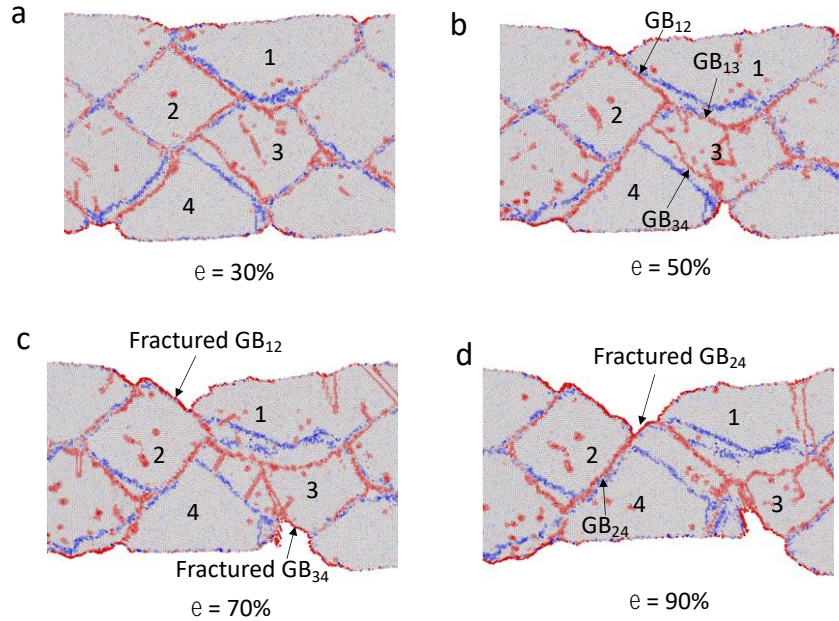 a
1
2
3
4
e = 30%
b
GB12
GB13
1
2
3
4
GB34
e = 50%
c
Fractured GB12
1
2
3
4
Fractured GB34
e = 70%
d
Fractured GB24
1
2
4
3
GB24
e = 90%